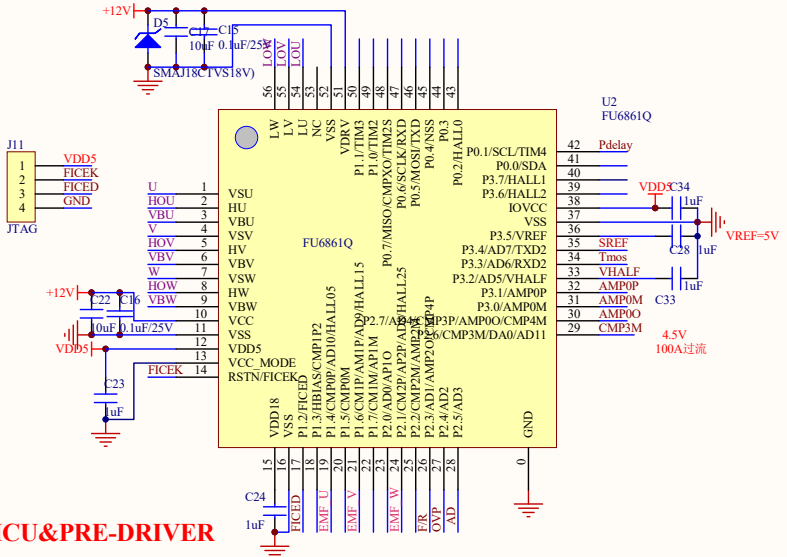 +12V
D5
C17
C15
10uF
0.1uF/25V
SMAJ18C(TVS18V)
LOW
LOV
LOU
56
55
54
53
52
51
50
49
48
47
46
45
44
43
LW
LV
LU
NC
VSS
VDRV
P1.1/TIM3
P1.0/TIM2
P0.7/MISO/CMPXO/TIM2S
P0.6/SCLK/RXD
P0.5/MOSI/TXD
P0.4/NSS
P0.3
P0.2/HALL0
U2
FU6861Q
J11
1
2
3
4
VDD5
FICEK
FICED
GND
JTAG
U 1 VSU
HOU 2 HU
VBU 3 VBU
V 4 VSV
HOV 5 HV
VBV 6 VBV
W 7 VSW
HOW 8 HW
VBW 9 VBW
10 VCC
11 VSS
12 VDD5
13 VCC_MODE
FICEK 14 RSTN/FICEK
FU6861Q
P0.1/SCL/TIM4 42 Pdelay
P0.0/SDA 41
P3.7/HALL1 40
P3.6/HALL2 39
IOVCC 38
VSS 37
P3.5/VREF 36
P3.4/AD7/TXD2 35 SREF
P3.3/AD6/RXD2 34 Tmos
P3.2/AD5/VHALF 33 VHALF
P3.1/AMP0P 32 AMP0P
P3.0/AMP0M 31 AMP0M
P2.7/AD4/CMP3P/AMP0O/CMP4M 30 AMP0O
P2.6/CMP3M/DA0/AD11 29 CMP3M
VDD5
C34
1uF
C28
1uF
VREF=5V
C33
4.5V
100A过流
+12V
C22
C16
10uF
0.1uF/25V
VDD5
C23
1uF
VDD18
VSS
P1.2/FICED
P1.3/HBIAS/CMP1P2
P1.4/CMP0P/AD10/HALL05
P1.5/CMP0M
P1.6/CM1P/AM1P/AD9/HALL15
P1.7/CM1M/AP1M
P2.0/AD0/AP1O
P2.1/CM2P/AP2P/AD8/HALL25
P2.2/CMP2M/AMP2M
P2.3/AD1/AMP2O/CMP4P
P2.4/AD2
P2.5/AD3
GND
15
16
17
18
19
20
21
22
23
24
25
26
27
28
0
C24
1uF
FICED
EMF_U
EMF_V
EMF_W
F/R
OVP
AD
MCU&PRE-DRIVER